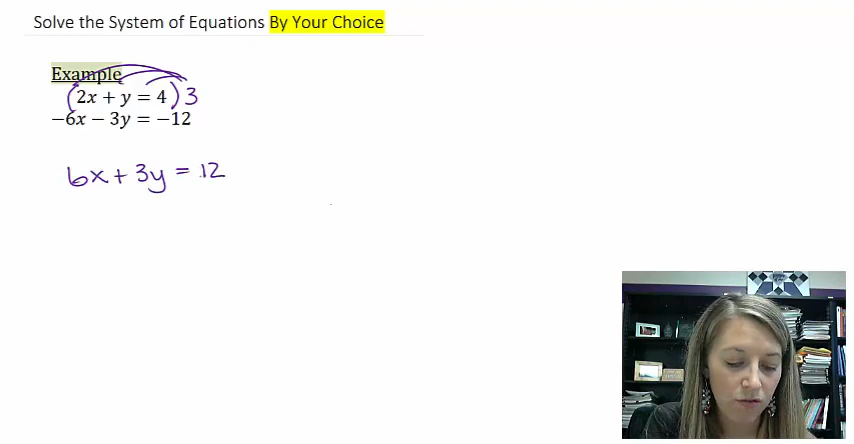 Solve the System of Equations By Your Choice
Example
(2x + y = 4) 3
−6x − 3y = −12
6x + 3y = 12